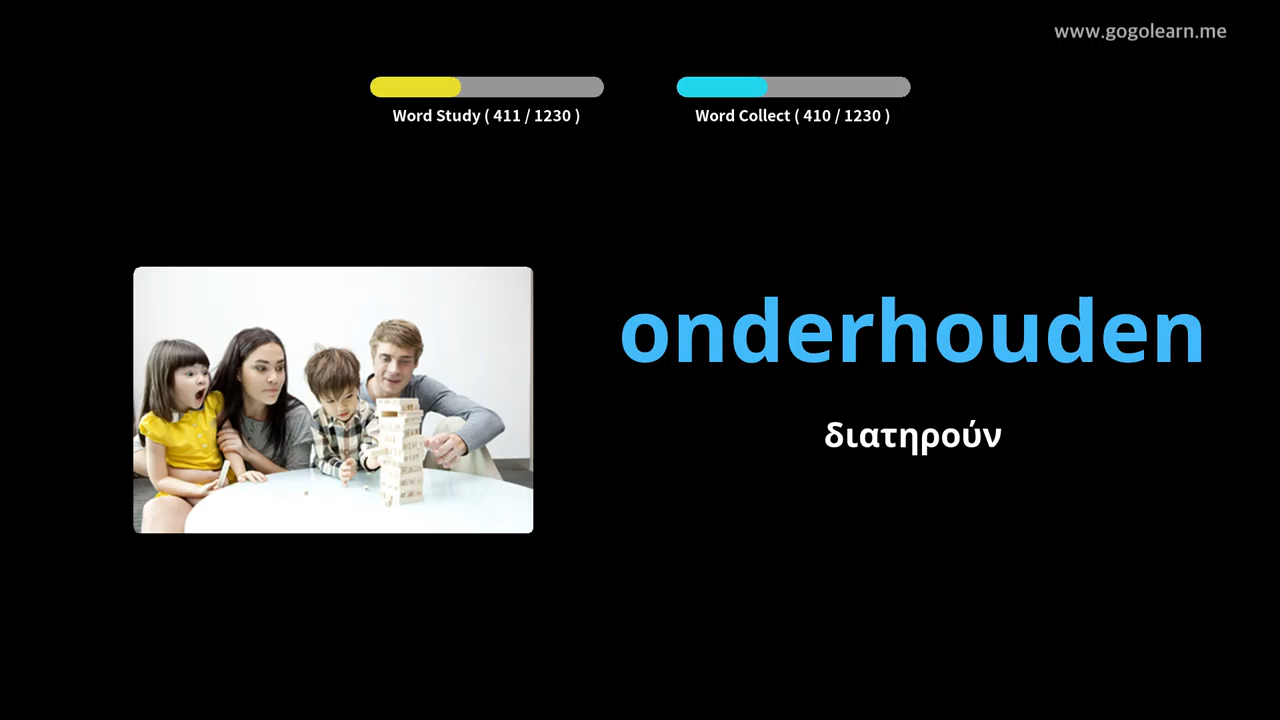 www.gogolearn.me
Word Study ( 411 / 1230 )
Word Collect ( 410 / 1230 )
onderhouden
διατηρούν